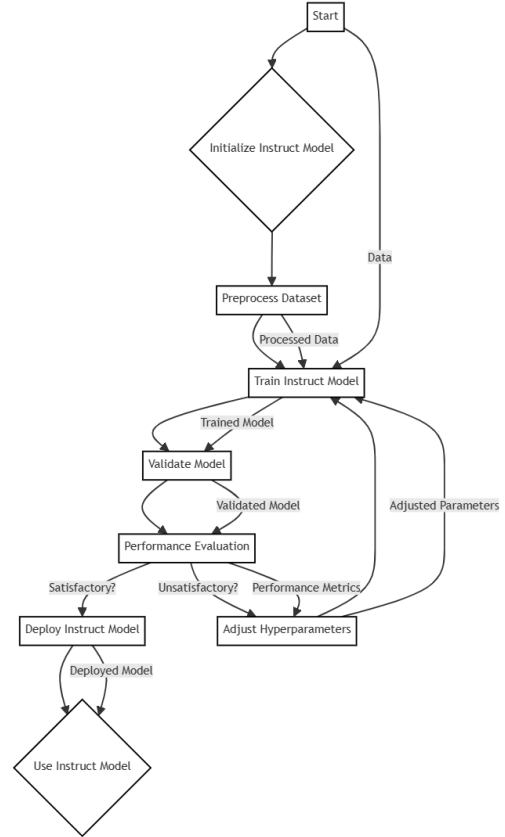 Start
Initialize Instruct Model
Data
Preprocess Dataset
Processed Data
Train Instruct Model
Trained Model
Validate Model
Validated Model
Adjusted Parameters
Performance Evaluation
Satisfactory?
Unsatisfactory?
Performance Metrics
Deploy Instruct Model
Adjust Hyperparameters
Deployed Model
Use Instruct Model